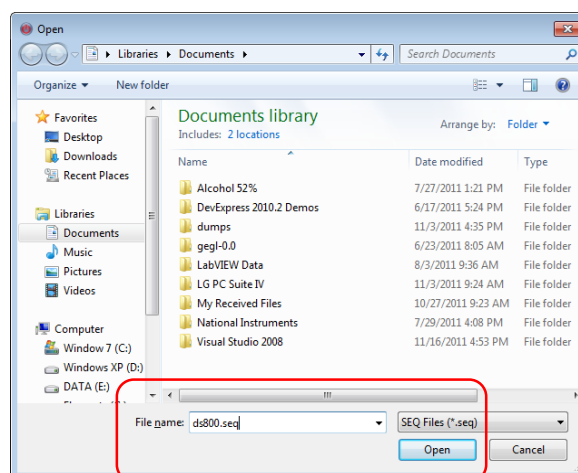 Open
Libraries Documents
Search Documents
Organize New folder
Favorites
Desktop
Downloads
Recent Places
Libraries
Documents
Music
Pictures
Videos
Computer
Window 7 (C:)
Windows XP (D:)
DATA (E:)
Documents library
Includes: 2 locations
Arrange by: Folder
Name Date modified Type
Alcohol 52% 7/27/2011 1:21 PM File folder
DevExpress 2010.2 Demos 6/17/2011 5:24 PM File folder
dumps 11/3/2011 4:35 PM File folder
gegl-0.0 6/23/2011 8:05 AM File folder
LabVIEW Data 8/3/2011 9:36 AM File folder
LG PC Suite IV 11/3/2011 9:24 AM File folder
My Received Files 10/27/2011 9:23 AM File folder
National Instruments 7/29/2011 4:08 PM File folder
Visual Studio 2008 11/16/2011 4:53 PM File folder
File name: ds800.seq
SEQ Files (*.seq)
Open Cancel